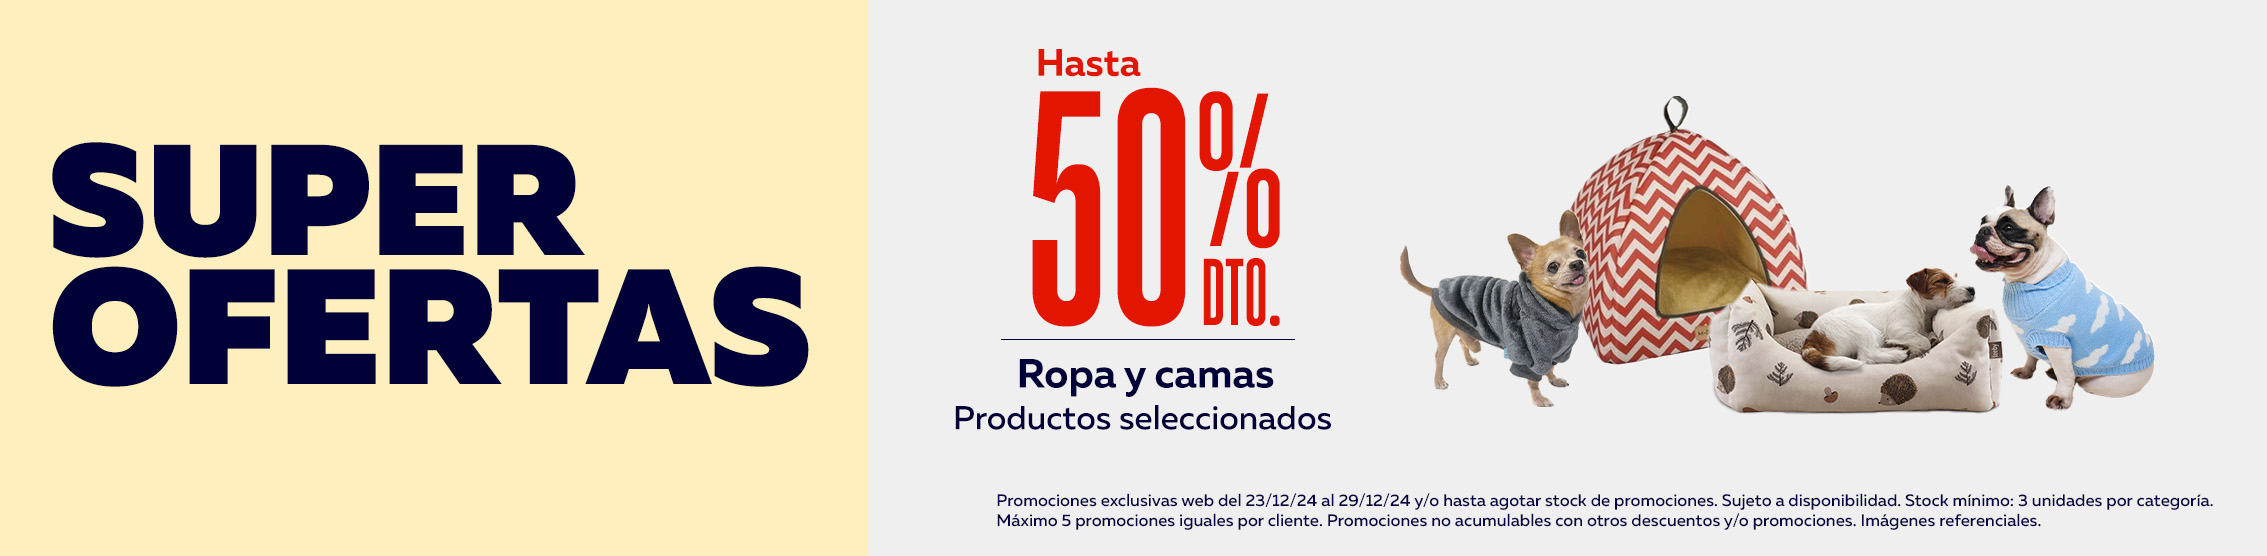 SUPER
OFERTAS
Hasta
50% DTO.
Ropa y camas
Productos seleccionados
Promociones exclusivas web del 23/12/24 al 29/12/24 y/o hasta agotar stock de promociones. Sujeto a disponibilidad. Stock mínimo: 3 unidades por categoría.
Máximo 5 promociones iguales por cliente. Promociones no acumulables con otros descuentos y/o promociones. Imágenes referenciales.